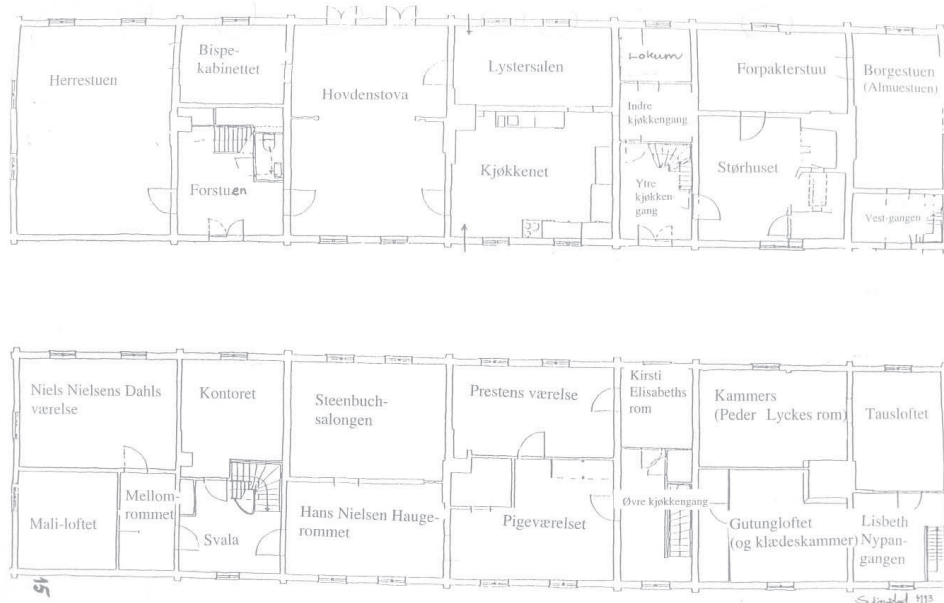 Herrestuen
Bispe-
kabinettet
Forstuen
Hovdenstova
Lystersalen
Kjøkkenet
Lokum
Indre
kjøkkengang
Ytre
kjøkken-
gang
Forpakterstuu
Størhuset
Borgestuen
(Almuestuen)
Vest-gangen
Niels Nielsens Dahls
værelse
Kontoret
Steenbuch-
salongen
Prestens værelse
Kirsti
Elisabeths
rom
Kammers
(Peder Lyckes rom)
Tausloftet
Mali-loftet
Mellom-
rommet
Svala
Hans Nielsen Hauge-
rommet
Pigeværelset
Øvre kjøkkengang
Gutungloftet
(og klædeskammer)
Lisbeth
Nypan-
gangen
15